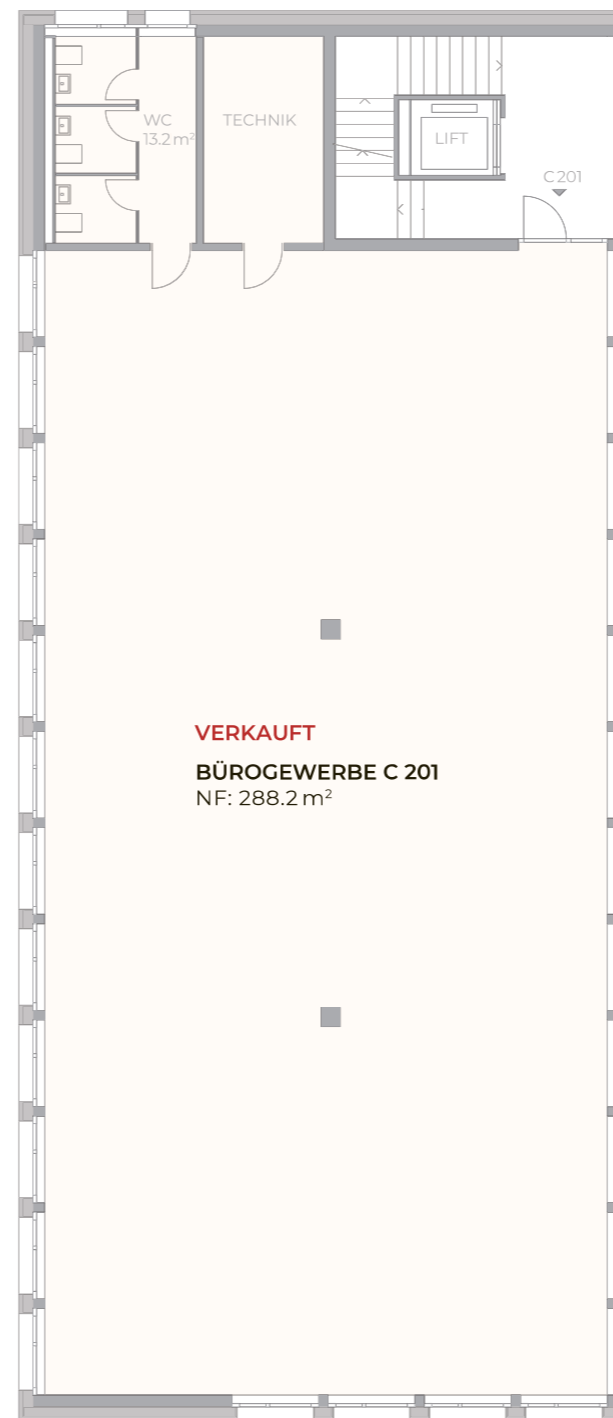 WC
13.2 m²
TECHNIK
LIFT
C 201
VERKAUFT
BÜROGEWERBE C 201
NF: 288.2 m²